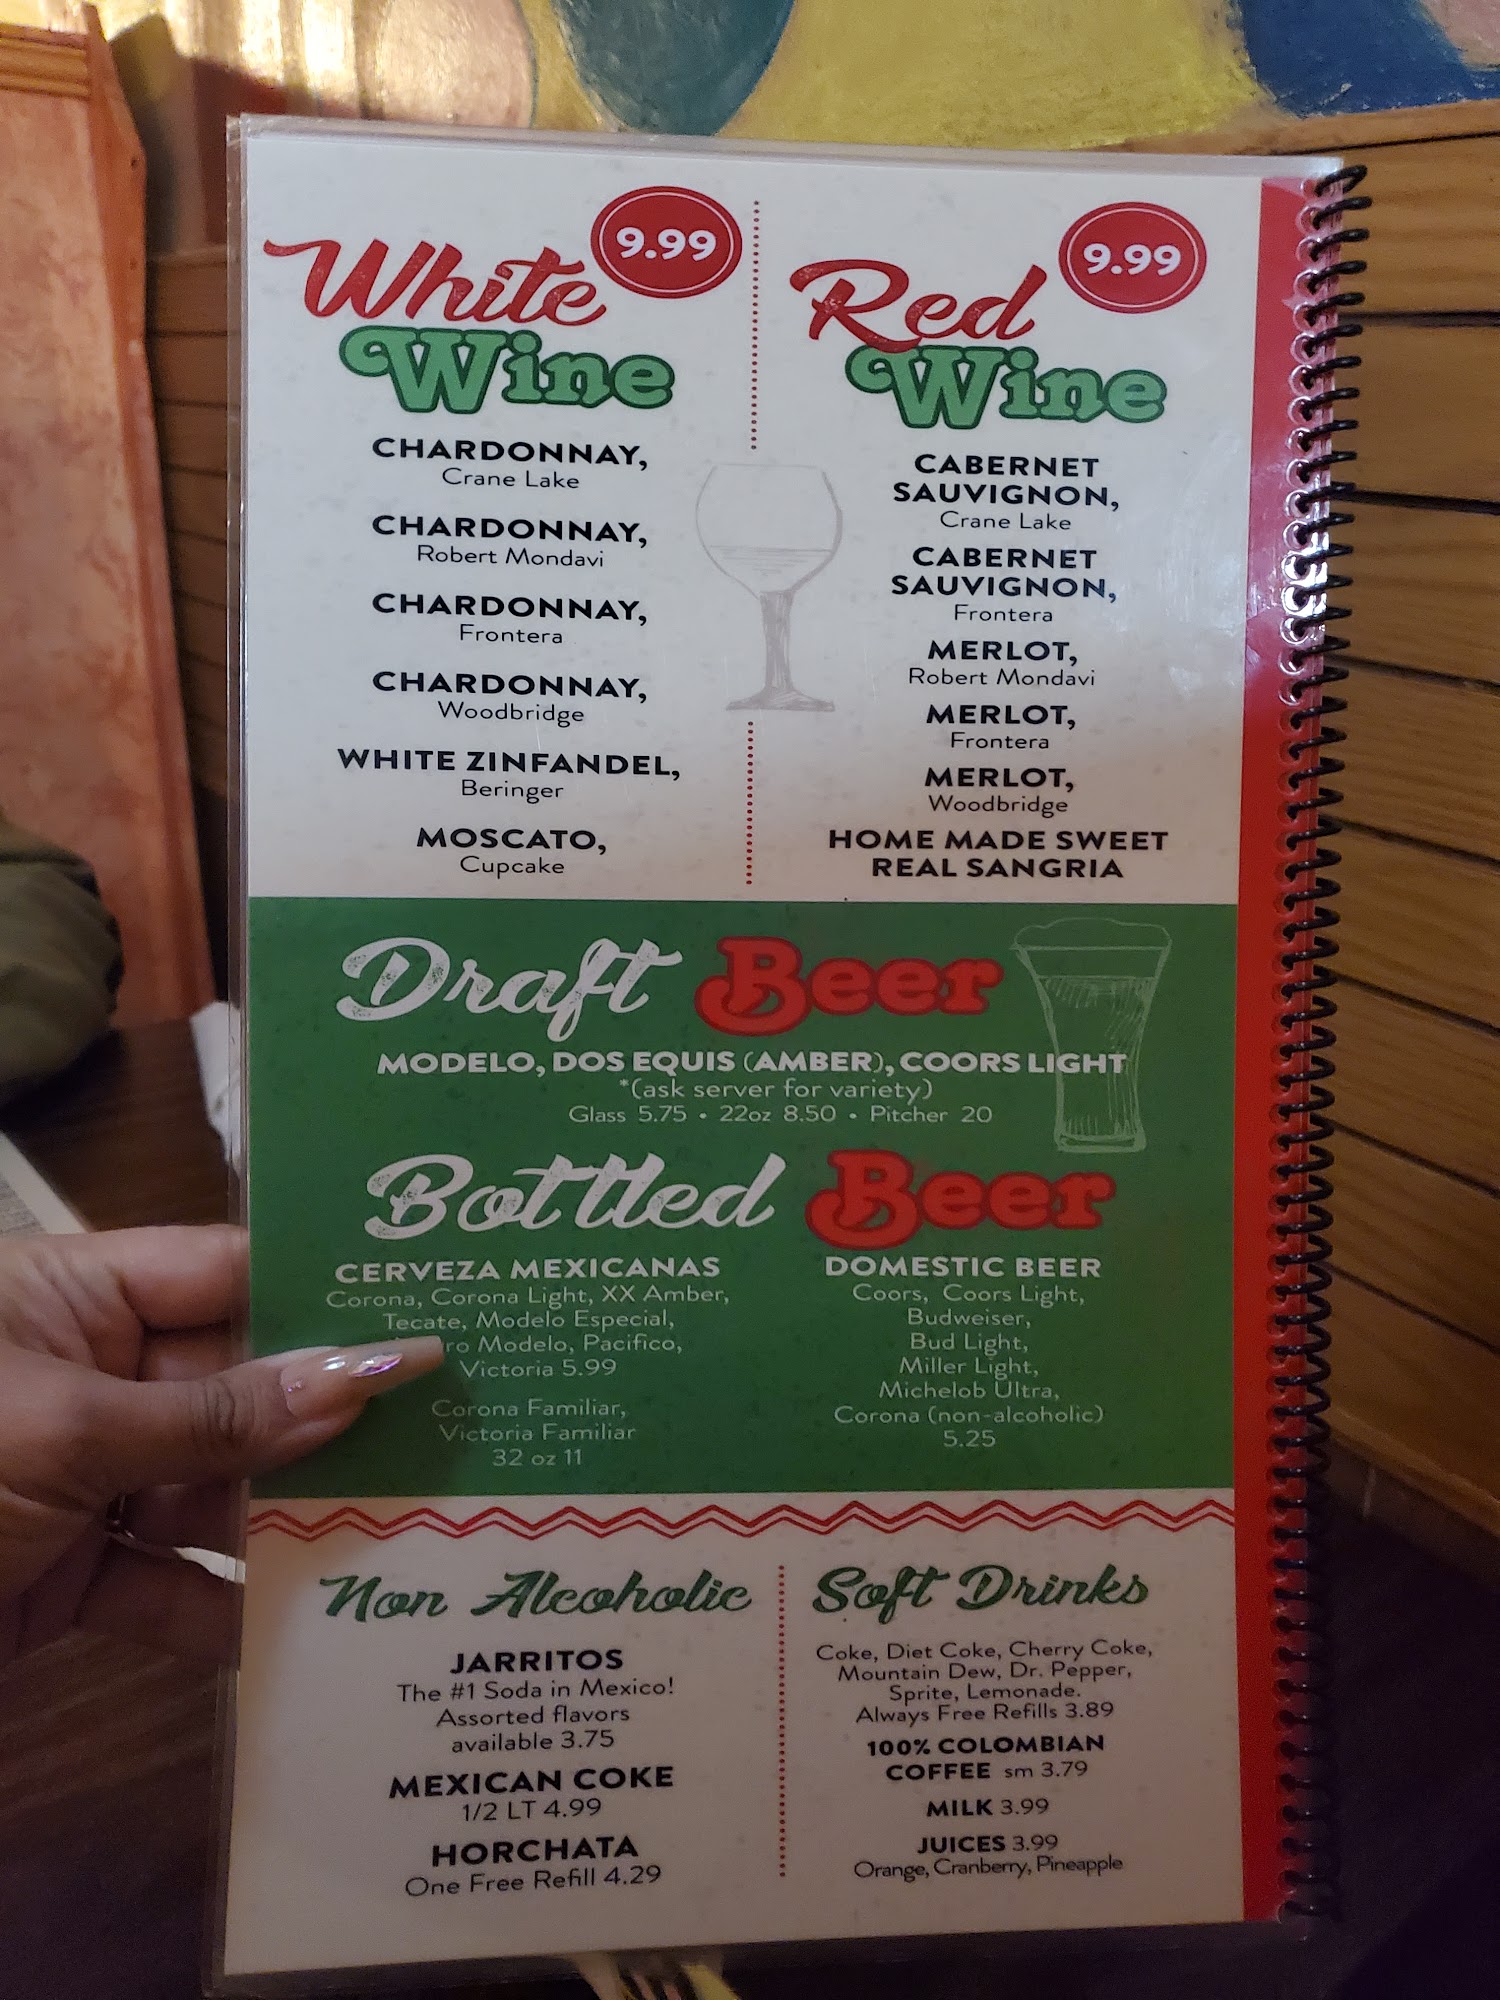 White
Wine
9.99
CHARDONNAY,
Crane Lake
CHARDONNAY,
Robert Mondavi
CHARDONNAY,
Frontera
CHARDONNAY,
Woodbridge
WHITE ZINFANDEL,
Beringer
MOSCATO,
Cupcake
Red
Wine
9.99
CABERNET
SAUVIGNON,
Crane Lake
CABERNET
SAUVIGNON,
Frontera
MERLOT,
Robert Mondavi
MERLOT,
Frontera
MERLOT,
Woodbridge
HOME MADE SWEET
REAL SANGRIA
Draft Beer
MODELO, DOS EQUIS (AMBER), COORS LIGHT
*(ask server for variety)
Glass 5.75 • 22oz 8.50 • Pitcher 20
Bottled Beer
CERVEZA MEXICANAS
Corona, Corona Light, XX Amber,
Tecate, Modelo Especial,
Modelo, Pacifico,
Victoria 5.99
Corona Familiar,
Victoria Familiar
32 oz 11
DOMESTIC BEER
Coors, Coors Light,
Budweiser,
Bud Light,
Miller Light,
Michelob Ultra,
Corona (non-alcoholic)
5.25
Non Alcoholic
JARRITOS
The #1 Soda in Mexico!
Assorted flavors
available 3.75
MEXICAN COKE
1/2 LT 4.99
HORCHATA
One Free Refill 4.29
Soft Drinks
Coke, Diet Coke, Cherry Coke,
Mountain Dew, Dr. Pepper,
Sprite, Lemonade.
Always Free Refills 3.89
100% COLOMBIAN
COFFEE sm 3.79
MILK 3.99
JUICES 3.99
Orange, Cranberry, Pineapple